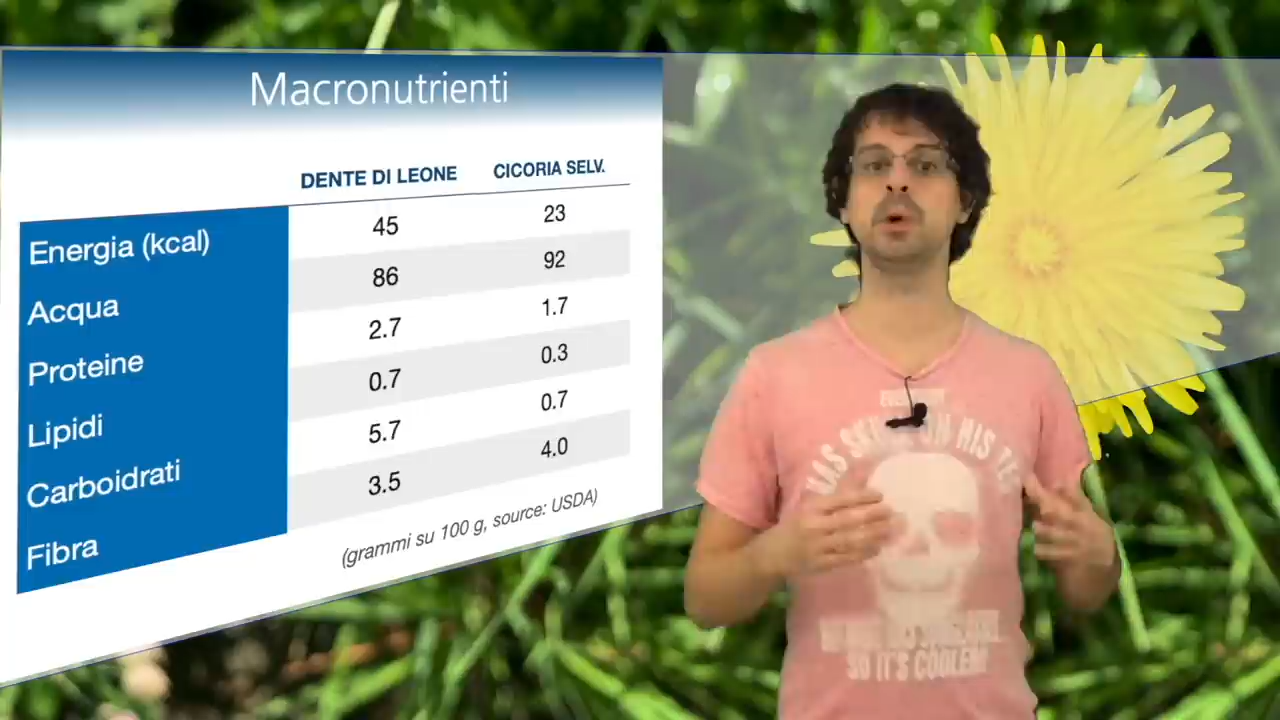 Macronutrienti
DENTE DI LEONE CICORIA SELV.
Energia (kcal) 45 23
Acqua 86 92
Proteine 2.7 1.7
Lipidi 0.7 0.3
Carboidrati 5.7 0.7
Fibra 3.5 4.0
(grammi su 100 g, source: USDA)
HIS
SO IT'S COOLER!